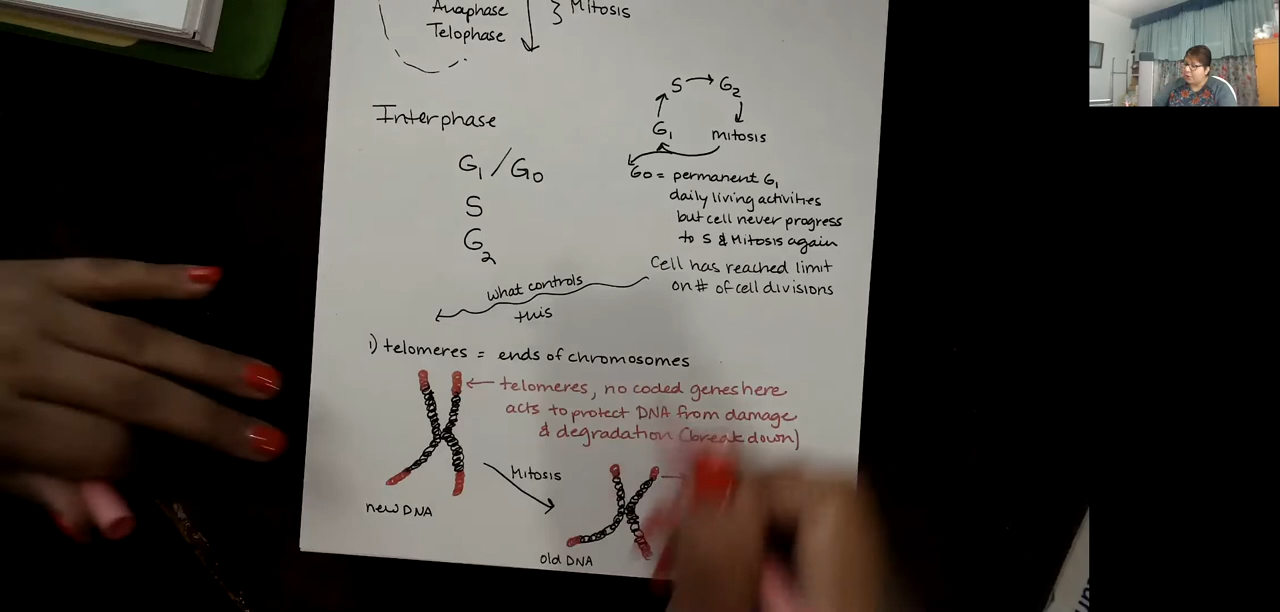 Anaphase
Telophase
} Mitosis
S → G2
G1 mitosis
Interphase
G1 / G0
S
G2
G0 = permanent G1
daily living activities
but cell never progress
to S & Mitosis again
Cell has reached limit
on # of cell divisions
what controls
this
1) telomeres = ends of chromosomes
← telomeres, no coded genes here
acts to protect DNA from damage
& degradation (break down)
Mitosis
new DNA
old DNA